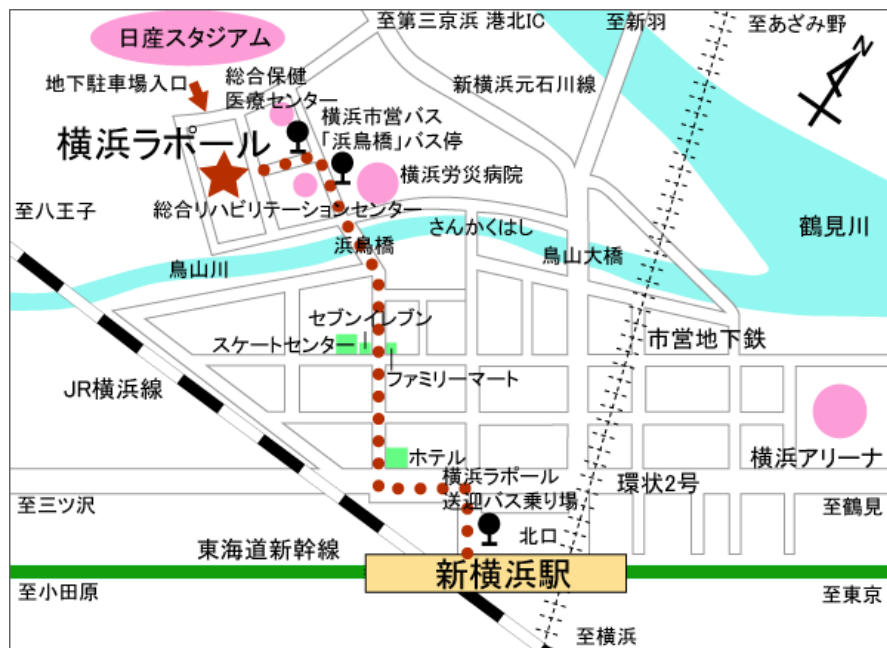 至第三京浜 港北IC
至新羽
至あざみ野
日産スタジアム
N
地下駐車場入口
総合保健
医療センター
新横浜元石川線
横浜市営バス
「浜鳥橋」バス停
横浜ラポール
横浜労災病院
至八王子
総合リハビリテーションセンター
さんかくはし
鶴見川
浜鳥橋
鳥山大橋
鳥山川
セブンイレブン
スケートセンター
市営地下鉄
ファミリーマート
JR横浜線
ホテル
横浜アリーナ
横浜ラポール
送迎バス乗り場
環状2号
至三ツ沢
至鶴見
北口
東海道新幹線
新横浜駅
至小田原
至東京
至横浜